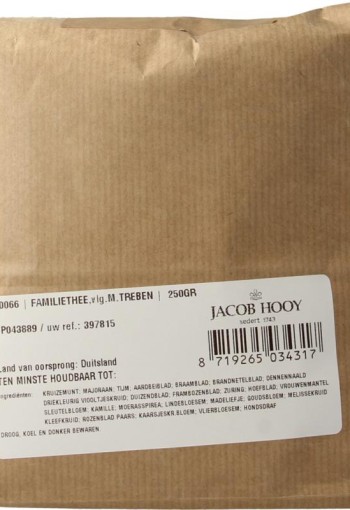 0066 | FAMILIETHEE.vlg.M.TREBEN | 250GR
JACOB HOOY
sedert 1743
P043889 / uw ref.: 397815
8 719265 034317
Land van oorsprong: Duitsland
TEN MINSTE HOUDBAAR TOT:
Ingrediënten: KRUIZEMUNT; MAJORAAN; TIJM; AARDBEIBLAD; BRAAMBLAD; BRANDNETELBLAD; DENNENNAALD
DRIEKLEURIG VIOOLTJESKRUID; DUIZENDBLAD; FRAMBOZENBLAD; ZURING; HOEFBLAD; VROUWENMANTEL
SLEUTELBLOEM; KAMILLE; MOERASSPIREA; LINDEBLOESEM; MADELIEFJE; GOUDSBLOEM; MELISSEKRUID
KLEEFKRUID; ROZENBLAD PAARS; KAARSJESKR.BLOEM; VLIERBLOESEM; HONDSDRAF
DROOG, KOEL EN DONKER BEWAREN